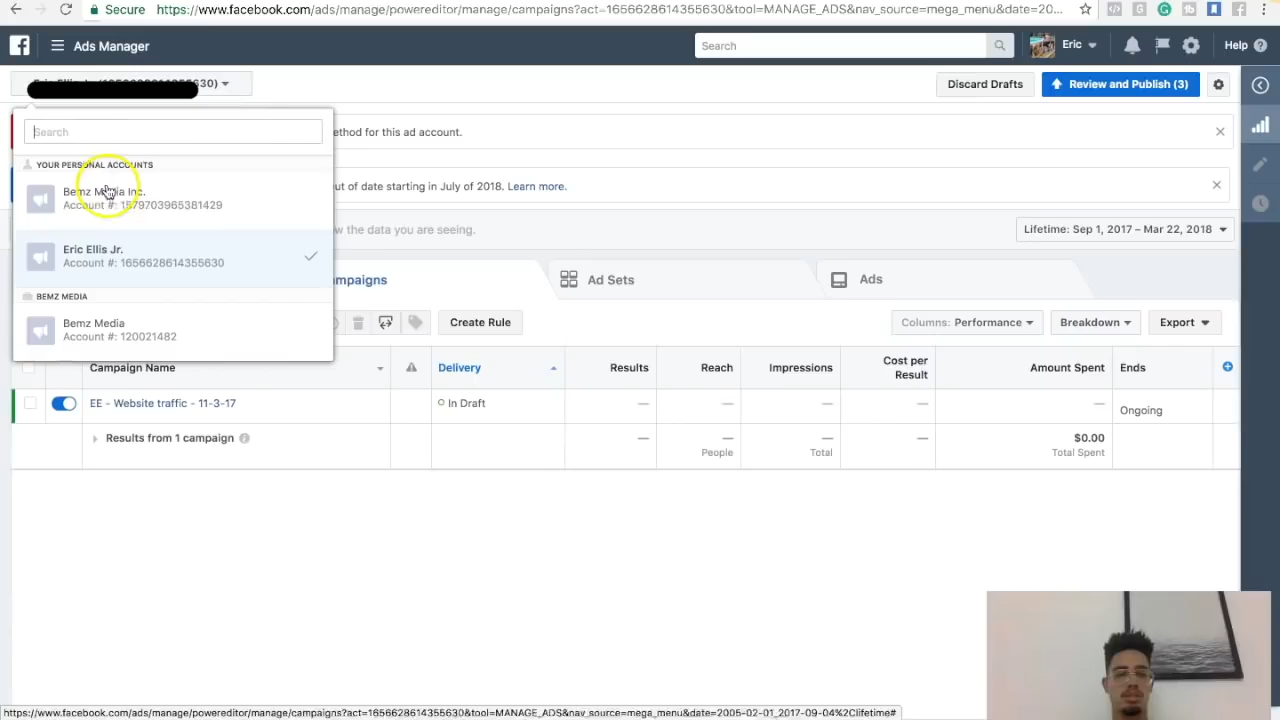 Secure https://www.facebook.com/ads/manage/powereditor/manage/campaigns?act=1656628614355630&tool=MANAGE_ADS&nav_source=mega_menu&date=20...
Ads Manager
Search
Eric
Help
30)
Discard Drafts
Review and Publish (3)
Search
ethod for this ad account.
YOUR PERSONAL ACCOUNTS
Bemz Media Inc.
Account #: 1579703965381429
ut of date starting in July of 2018. Learn more.
w the data you are seeing.
Lifetime: Sep 1, 2017 – Mar 22, 2018
Eric Ellis Jr.
Account #: 1656628614355630
mpaigns
Ad Sets
Ads
BEMZ MEDIA
Bemz Media
Account #: 120021482
Create Rule
Columns: Performance
Breakdown
Export
Campaign Name
Delivery
Results
Reach
Impressions
Cost per
Result
Amount Spent
Ends
EE - Website traffic - 11-3-17
In Draft
—
—
—
—
—
Ongoing
Results from 1 campaign
—
—
People
—
Total
—
$0.00
Total Spent
https://www.facebook.com/ads/manage/powereditor/manage/campaigns?act=1656628614355630&tool=MANAGE_ADS&nav_source=mega_menu&date=2005-02-01_2017-09-04%2Clifetime#